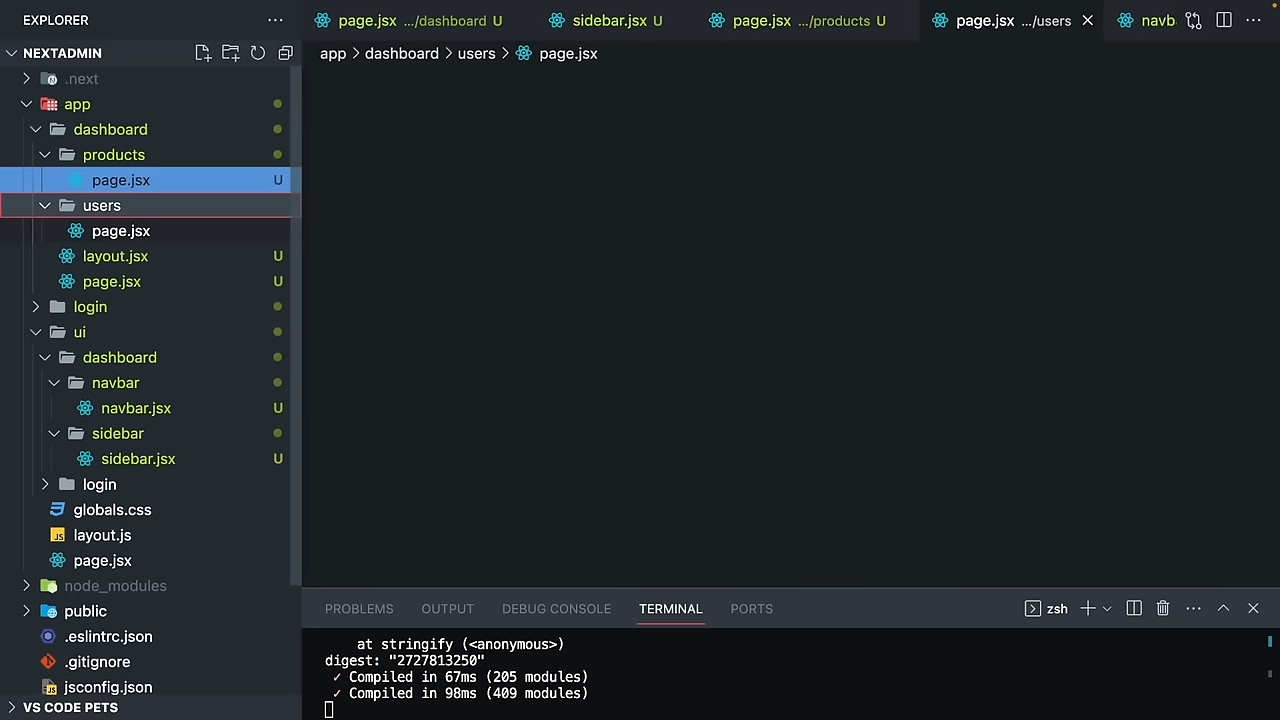 EXPLORER
page.jsx .../dashboard U
sidebar.jsx U
page.jsx .../products U
page.jsx .../users
navb
NEXTADMIN
app > dashboard > users > page.jsx
.next
app
dashboard
products
page.jsx U
users
page.jsx
layout.jsx U
page.jsx U
login
ui
dashboard
navbar
navbar.jsx U
sidebar
sidebar.jsx U
login
globals.css
JS layout.js
page.jsx
node_modules
public
.eslintrc.json
.gitignore
JS jsconfig.json
VS CODE PETS
PROBLEMS OUTPUT DEBUG CONSOLE TERMINAL PORTS
zsh
at stringify (<anonymous>)
digest: "2727813250"
✓ Compiled in 67ms (205 modules)
✓ Compiled in 98ms (409 modules)